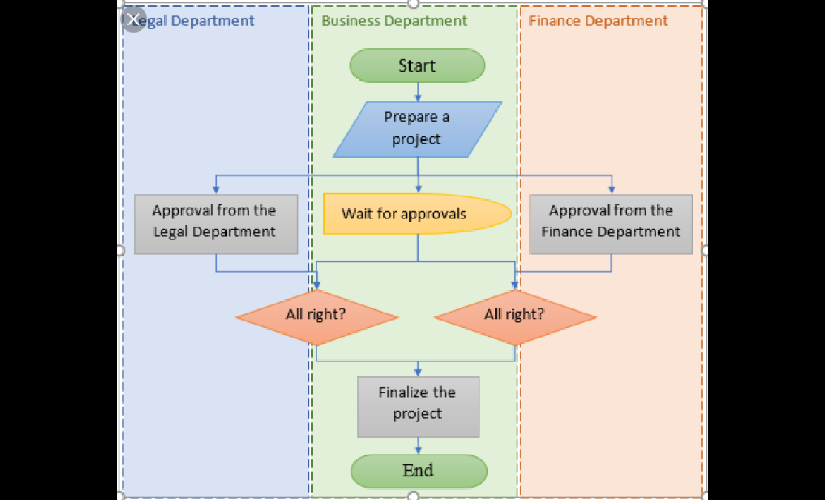 Legal Department
Business Department
Finance Department
Start
Prepare a
project
Approval from the
Legal Department
Wait for approvals
Approval from the
Finance Department
All right?
All right?
Finalize the
project
End